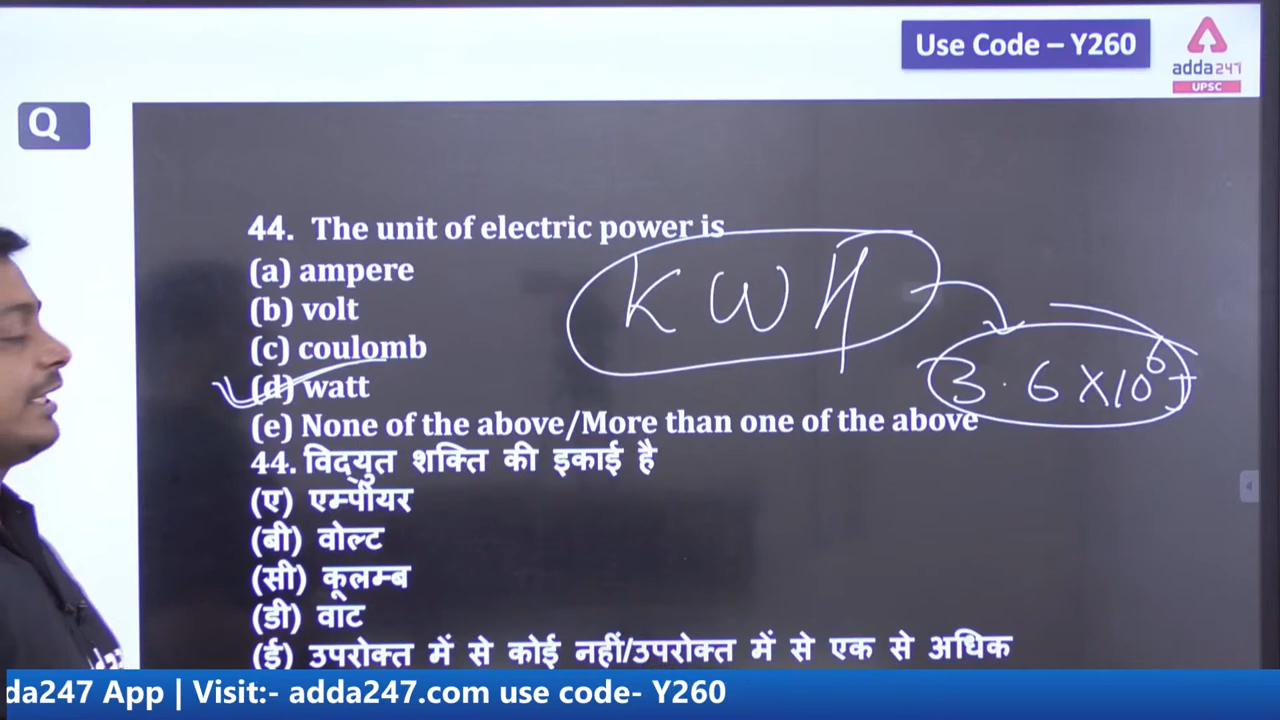 Use Code – Y260
adda247
UPSC
Q
44. The unit of electric power is
(a) ampere
(b) volt
(c) coulomb
(d) watt
(e) None of the above/More than one of the above
KWH
3.6X10⁶J
44. विद्युत शक्ति की इकाई है
(ए) एम्पीयर
(बी) वोल्ट
(सी) कूलम्ब
(डी) वाट
(ई) उपरोक्त में से कोई नहीं/उपरोक्त में से एक से अधिक
da247 App | Visit:- adda247.com use code- Y260